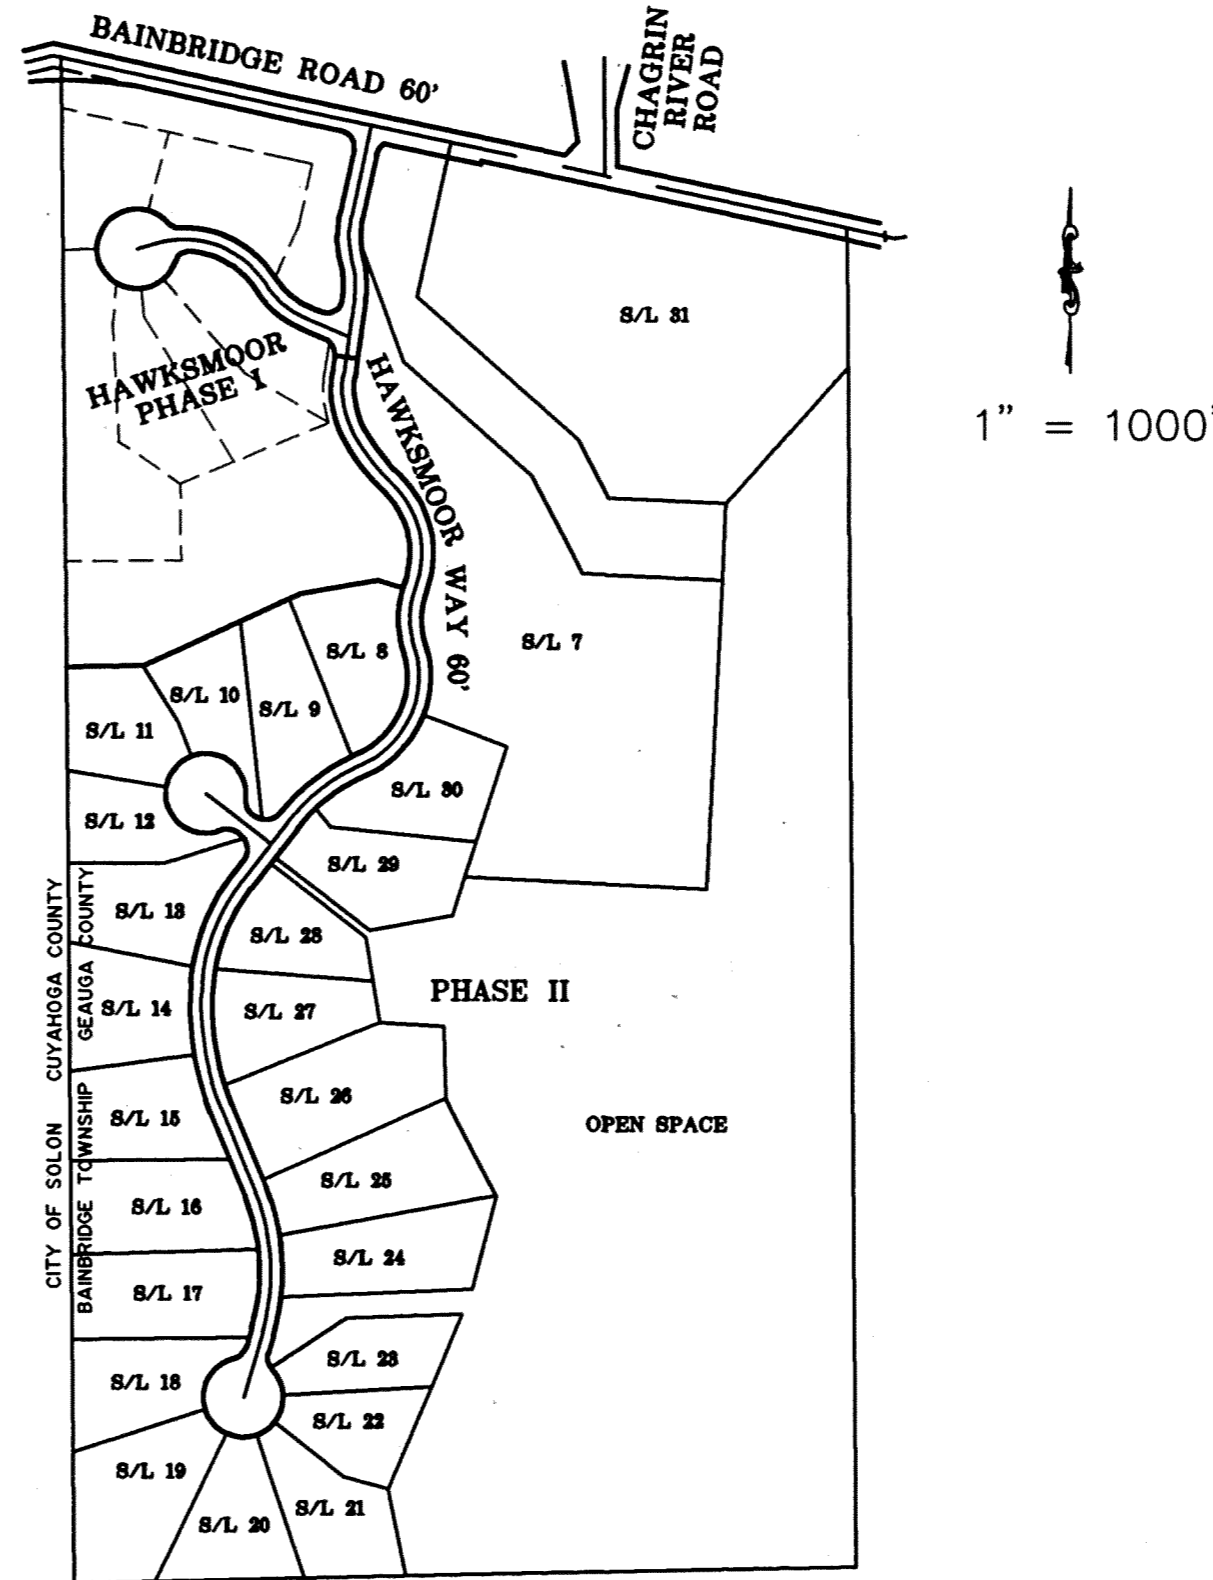 BAINBRIDGE ROAD 60'
CHAGRIN
RIVER
ROAD
S/L 31
1" = 1000'
HAWKSMOOR
PHASE I
HAWKSMOOR WAY 60'
S/L 7
S/L 8
S/L 10
S/L 9
S/L 11
S/L 30
S/L 12
S/L 29
S/L 13
S/L 28
PHASE II
S/L 14
S/L 27
S/L 26
S/L 15
OPEN SPACE
S/L 25
S/L 16
S/L 24
S/L 17
S/L 23
S/L 18
S/L 22
S/L 19
S/L 21
S/L 20
CITY OF SOLON CUYAHOGA COUNTY
BAINBRIDGE TOWNSHIP GEAUGA COUNTY